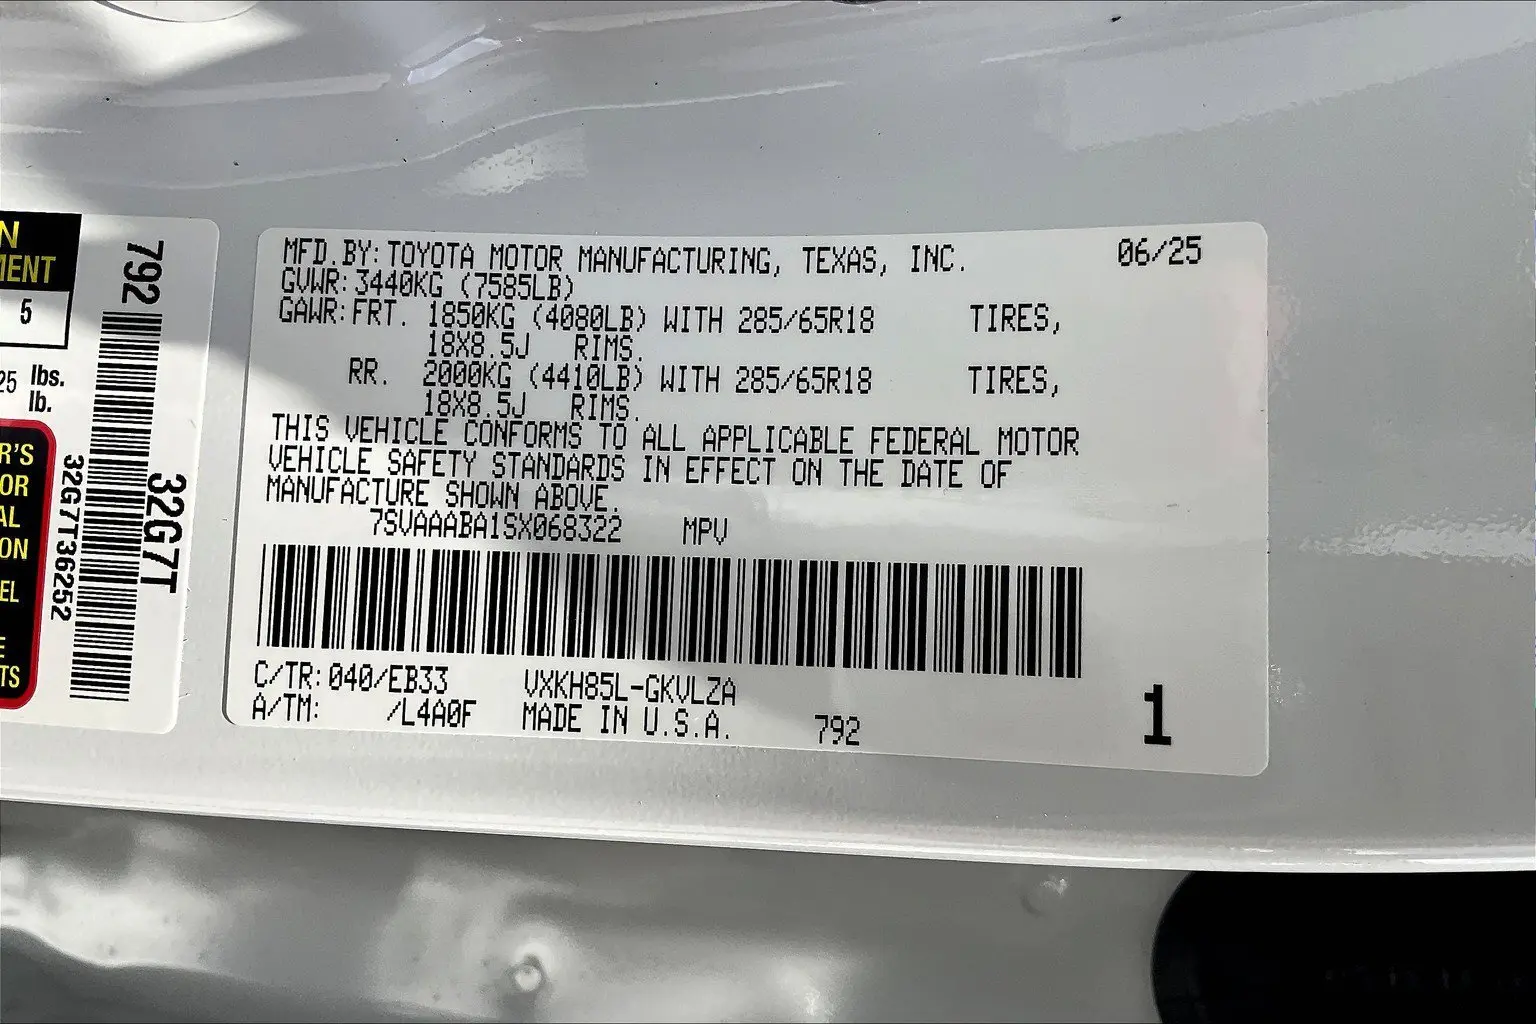 MFD.BY: TOYOTA MOTOR MANUFACTURING, TEXAS, INC. 06/25
GVWR: 3440KG (7585LB)
GAWR: FRT. 1850KG (4080LB) WITH 285/65R18 TIRES,
18X8.5J RIMS.
RR. 2000KG (4410LB) WITH 285/65R18 TIRES,
18X8.5J RIMS.
THIS VEHICLE CONFORMS TO ALL APPLICABLE FEDERAL MOTOR
VEHICLE SAFETY STANDARDS IN EFFECT ON THE DATE OF
MANUFACTURE SHOWN ABOVE.
7SVAAABA1SX068322 MPV
C/TR: 040/EB33 VXKH85L-GKVLZA
A/TM: /L4A0F MADE IN U.S.A. 792 1
792
32G7T
32G7T36252
5
25 lbs.
lb.